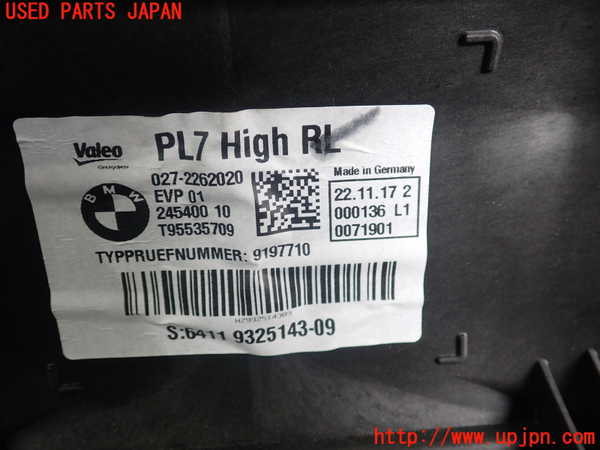 USED PARTS JAPAN
Valeo
PL7 High RL
BMW
027-2262020
EVP 01
245400 10
T95535709
Made in Germany
22.11.17 2
000136 L1
0071901
TYPPRUEFNUMMER: 9197710
S:6411 9325143-09
http://www.upjpn.com/